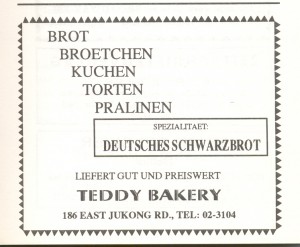 BROT
BROETCHEN
KUCHEN
TORTEN
PRALINEN
SPEZIALITAET:
DEUTSCHES SCHWARZBROT
LIEFERT GUT UND PREISWERT
TEDDY BAKERY
186 EAST JUKONG RD., TEL: 02-3104